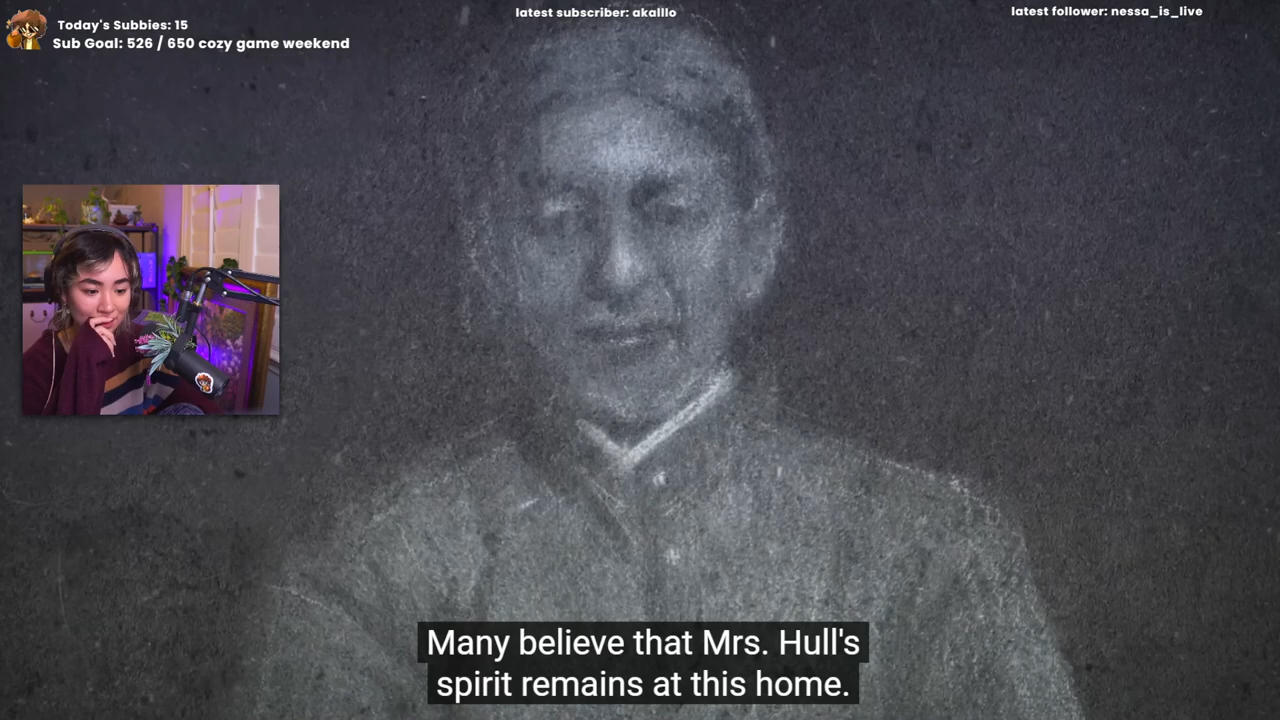 Today's Subbies: 15
Sub Goal: 526 / 650 cozy game weekend
latest subscriber: akalllo
latest follower: nessa_is_live
Many believe that Mrs. Hull's
spirit remains at this home.